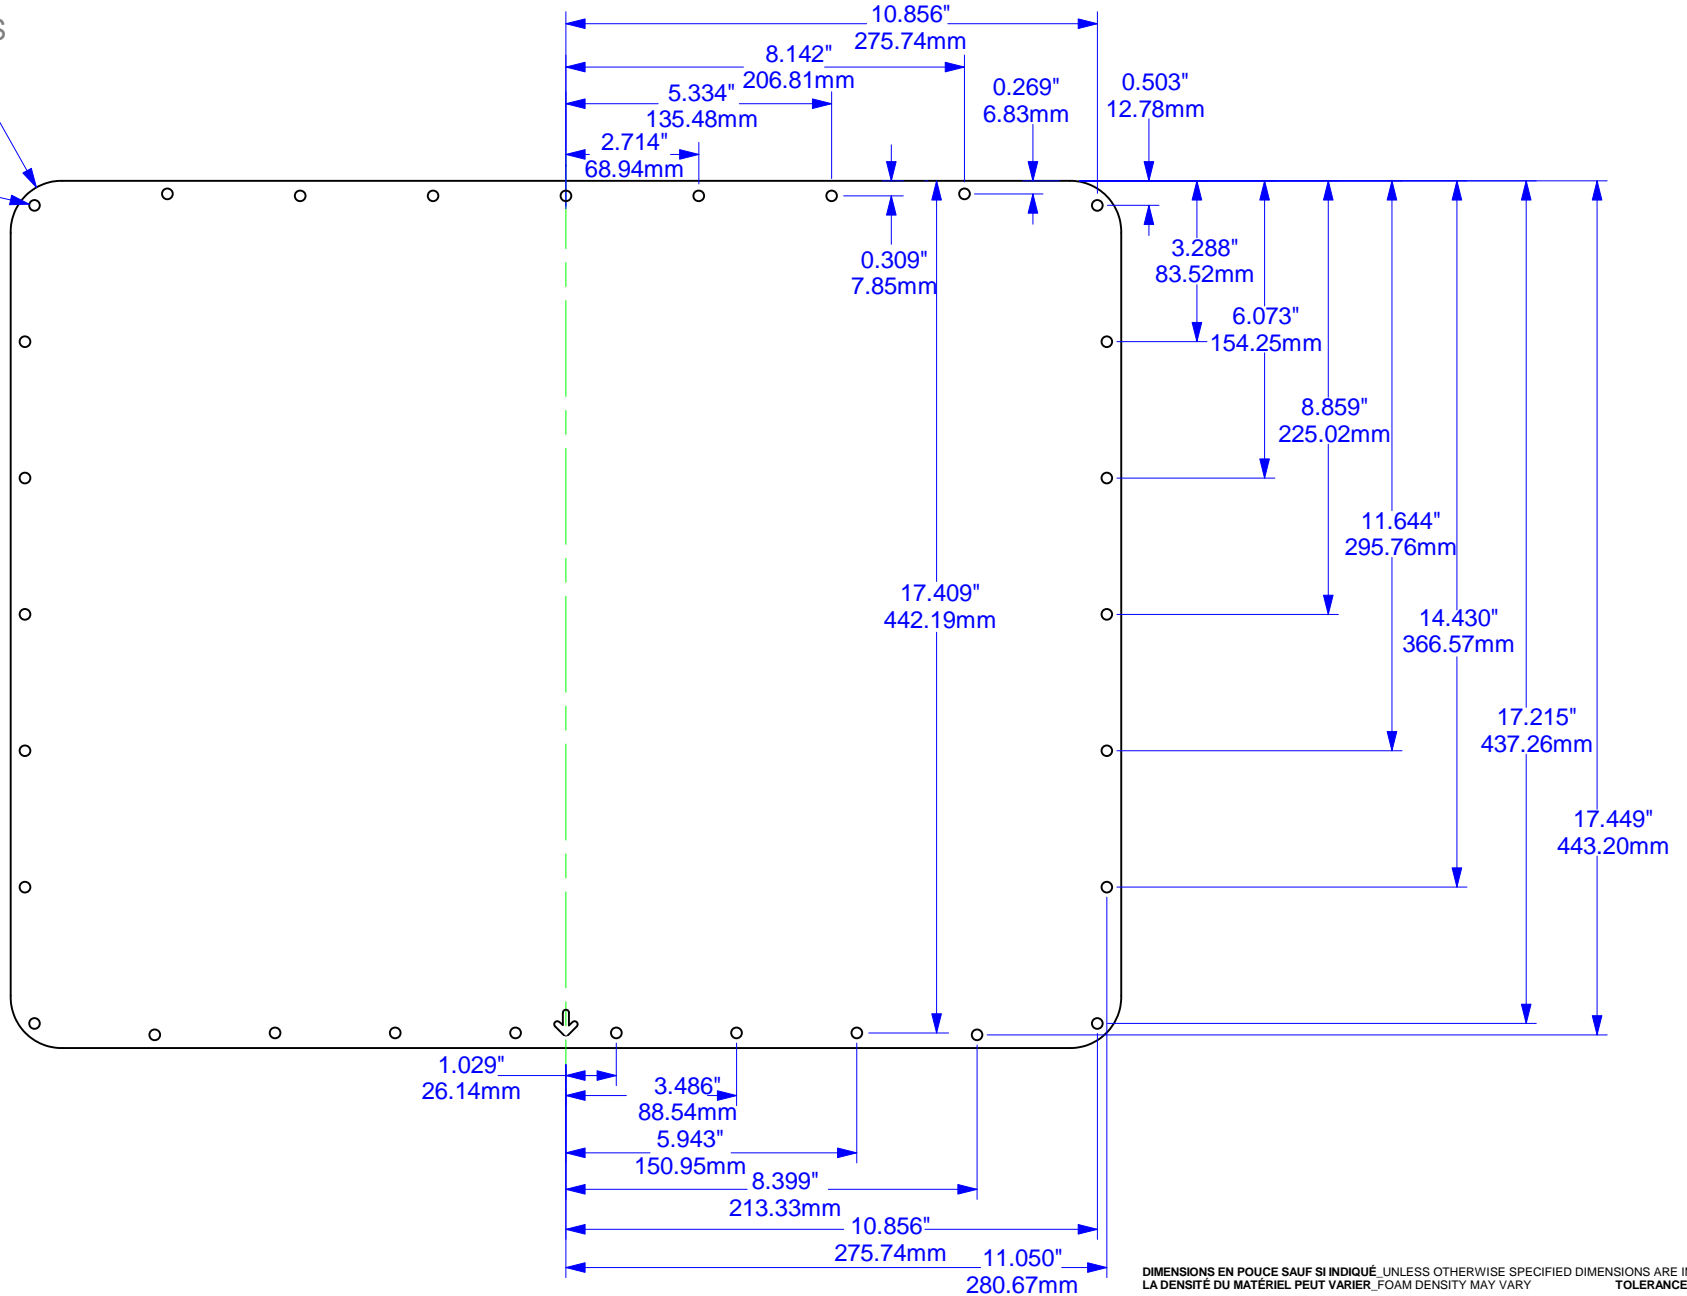 S
10.856"
275.74mm
8.142"
206.81mm
5.334"
135.48mm
2.714"
68.94mm
0.269"
6.83mm
0.503"
12.78mm
0.309"
7.85mm
3.288"
83.52mm
6.073"
154.25mm
8.859"
225.02mm
11.644"
295.76mm
17.409"
442.19mm
14.430"
366.57mm
17.215"
437.26mm
17.449"
443.20mm
1.029"
26.14mm
3.486"
88.54mm
5.943"
150.95mm
8.399"
213.33mm
10.856"
275.74mm
11.050"
280.67mm
DIMENSIONS EN POUCE SAUF SI INDIQUÉ_UNLESS OTHERWISE SPECIFIED DIMENSIONS ARE
LA DENSITÉ DU MATÉRIEL PEUT VARIER_FOAM DENSITY MAY VARY TOLERANCE